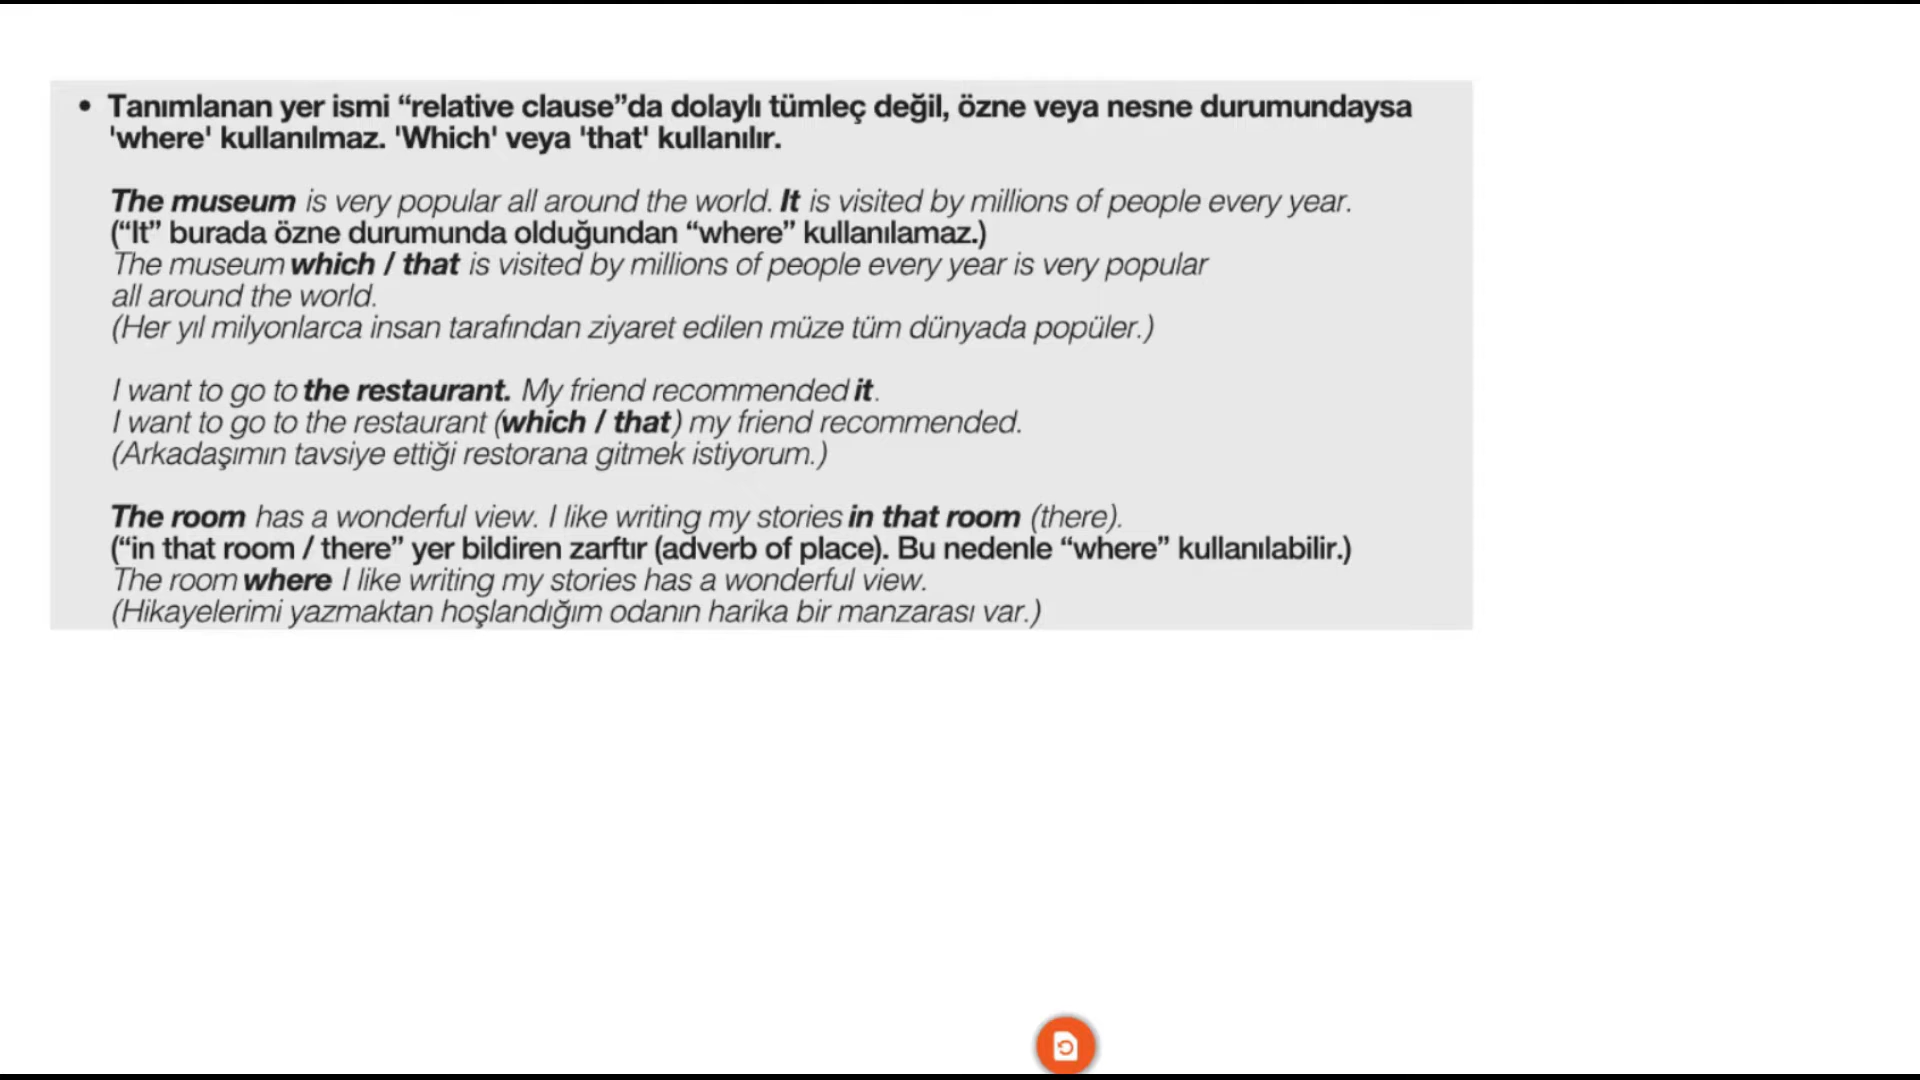 • Tanımlanan yer ismi “relative clause”da dolaylı tümleç değil, özne veya nesne durumundaysa
'where' kullanılmaz. 'Which' veya 'that' kullanılır.
The museum is very popular all around the world. It is visited by millions of people every year.
(“It” burada özne durumunda olduğundan “where” kullanılamaz.)
The museum which / that is visited by millions of people every year is very popular
all around the world.
(Her yıl milyonlarca insan tarafından ziyaret edilen müze tüm dünyada popüler.)
I want to go to the restaurant. My friend recommended it.
I want to go to the restaurant (which / that) my friend recommended.
(Arkadaşımın tavsiye ettiği restorana gitmek istiyorum.)
The room has a wonderful view. I like writing my stories in that room (there).
(“in that room / there” yer bildiren zarftır (adverb of place). Bu nedenle “where” kullanılabilir.)
The room where I like writing my stories has a wonderful view.
(Hikayelerimi yazmaktan hoşlandığım odanın harika bir manzarası var.)